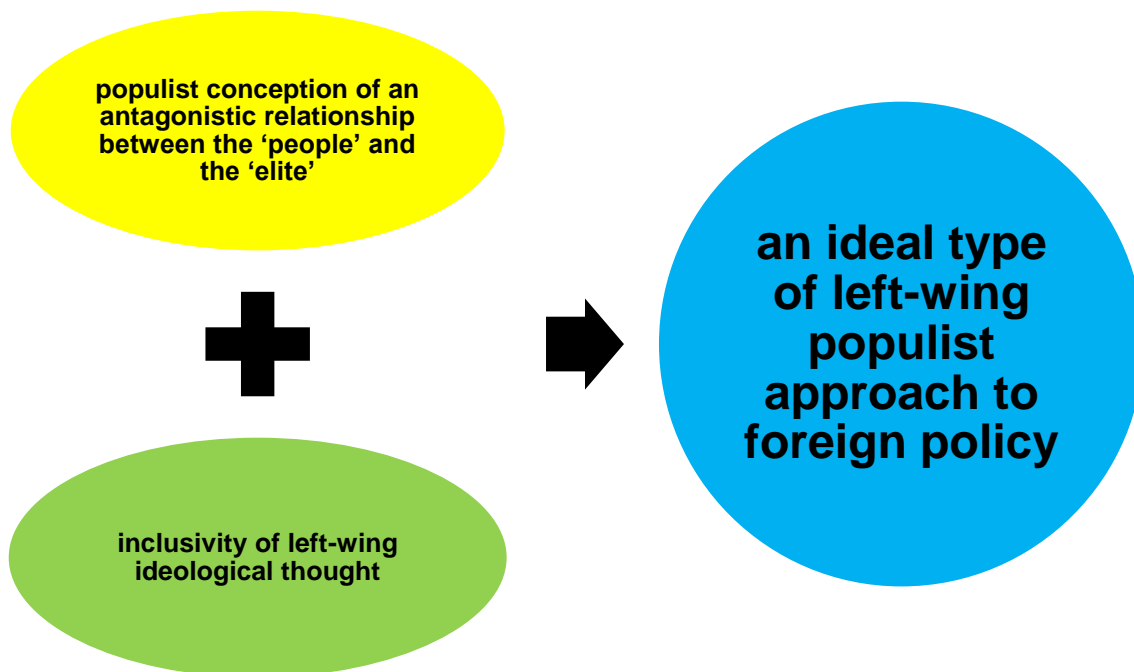 populist conception of an
antagonistic relationship
between the ‘people’ and
the ‘elite’
inclusivity of left-wing
ideological thought
an ideal type
of left-wing
populist
approach to
foreign policy